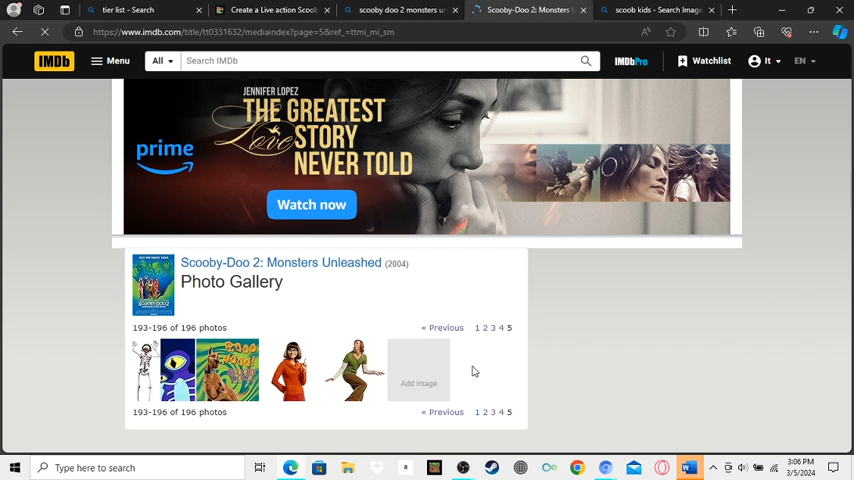 tier list - Search
Create a Live action Scoob
scooby doo 2 monsters un
Scooby-Doo 2: Monsters U
scoob kids - Search Image
https://www.imdb.com/title/tt0331632/mediaindex?page=5&ref_=ttmi_mi_sm
IMDb
Menu
All
Search IMDb
IMDbPro
Watchlist
It
EN
JENNIFER LOPEZ
THE GREATEST
Love STORY
NEVER TOLD
prime
Watch now
Scooby-Doo 2: Monsters Unleashed (2004)
Photo Gallery
193-196 of 196 photos
« Previous 1 2 3 4 5
Add Image
193-196 of 196 photos
« Previous 1 2 3 4 5
Type here to search
3:06 PM
3/5/2024